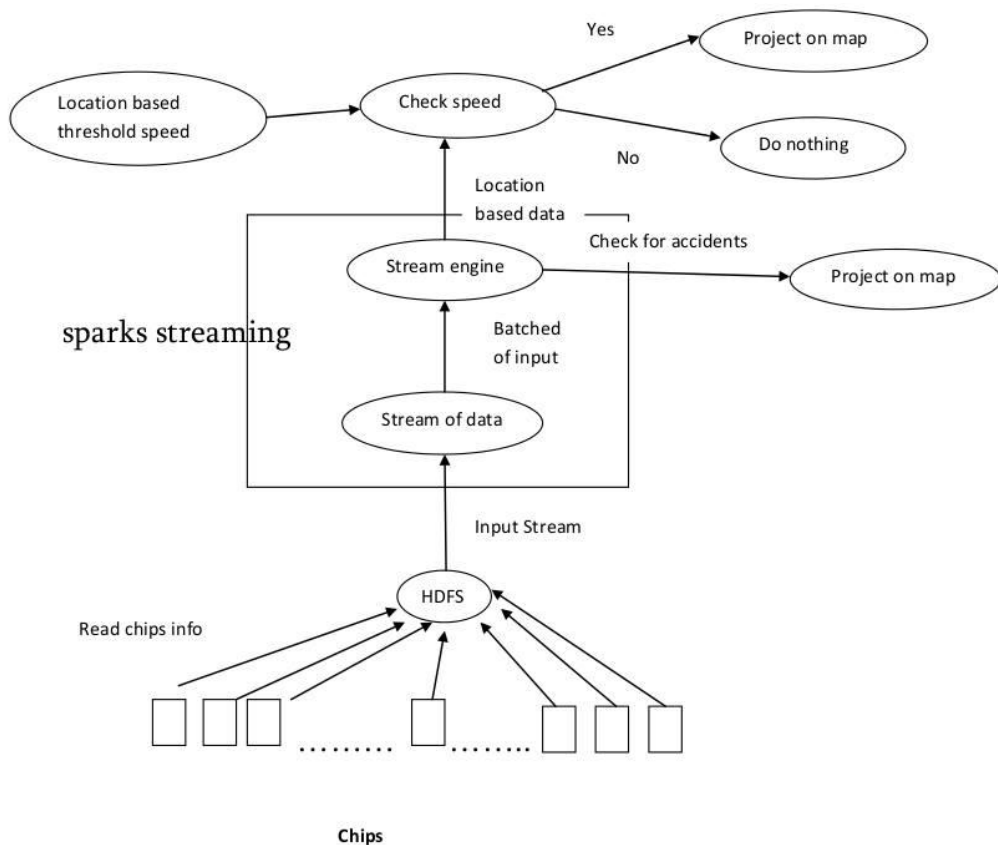 Yes
Project on map
Location based
threshold speed
Check speed
No
Do nothing
Location
based data
Check for accidents
Stream engine
Project on map
sparks streaming
Batched
of input
Stream of data
Input Stream
HDFS
Read chips info
Chips